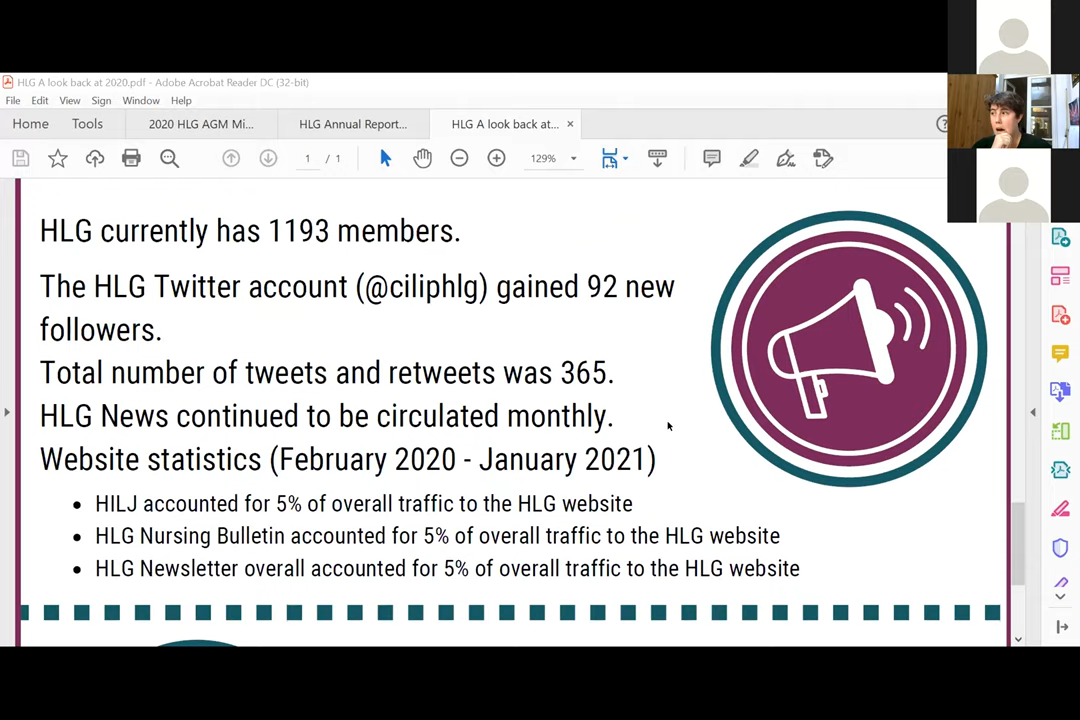 HLG A look back at 2020.pdf - Adobe Acrobat Reader DC (32-bit)
File Edit View Sign Window Help
Home Tools 2020 HLG AGM Mi... HLG Annual Report... HLG A look back at... ×
1 / 1 129%
HLG currently has 1193 members.
The HLG Twitter account (@ciliphlg) gained 92 new
followers.
Total number of tweets and retweets was 365.
HLG News continued to be circulated monthly.
Website statistics (February 2020 - January 2021)
• HILJ accounted for 5% of overall traffic to the HLG website
• HLG Nursing Bulletin accounted for 5% of overall traffic to the HLG website
• HLG Newsletter overall accounted for 5% of overall traffic to the HLG website